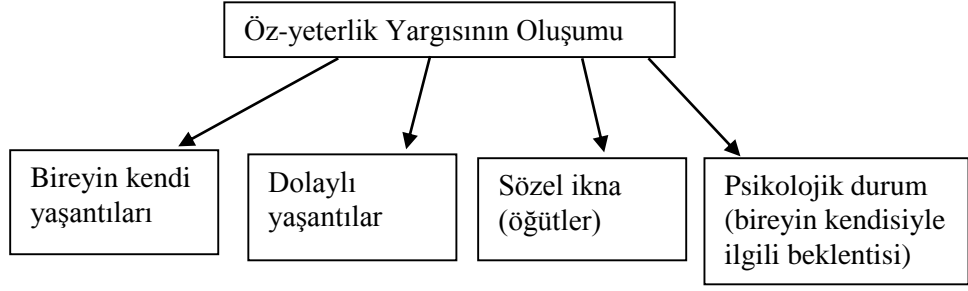 Öz-yeterlik Yargısının Oluşumu
Bireyin kendi
yaşantıları
Dolaylı
yaşantılar
Sözel ikna
(öğütler)
Psikolojik durum
(bireyin kendisiyle
ilgili beklentisi)